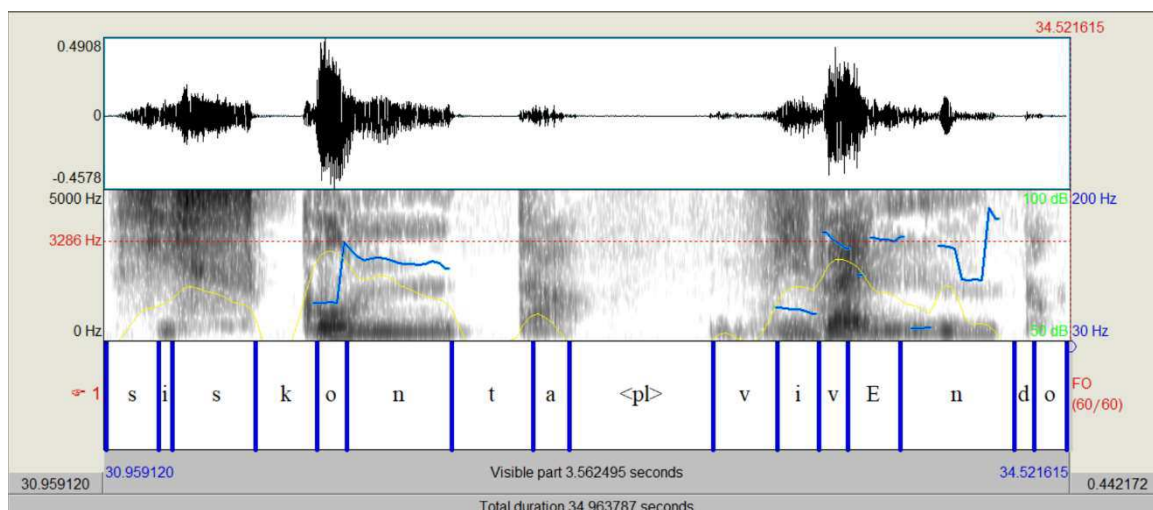 34.521615
0.4908
0
-0.4578
5000 Hz 100 dB 200 Hz
3286 Hz
0 Hz 50 dB 30 Hz
1 s i s k o n t a <pl> v i v E n d o FO
(60/60)
30.959120 Visible part 3.562495 seconds 34.521615
30.959120 0.442172
Total duration 34.963787 seconds